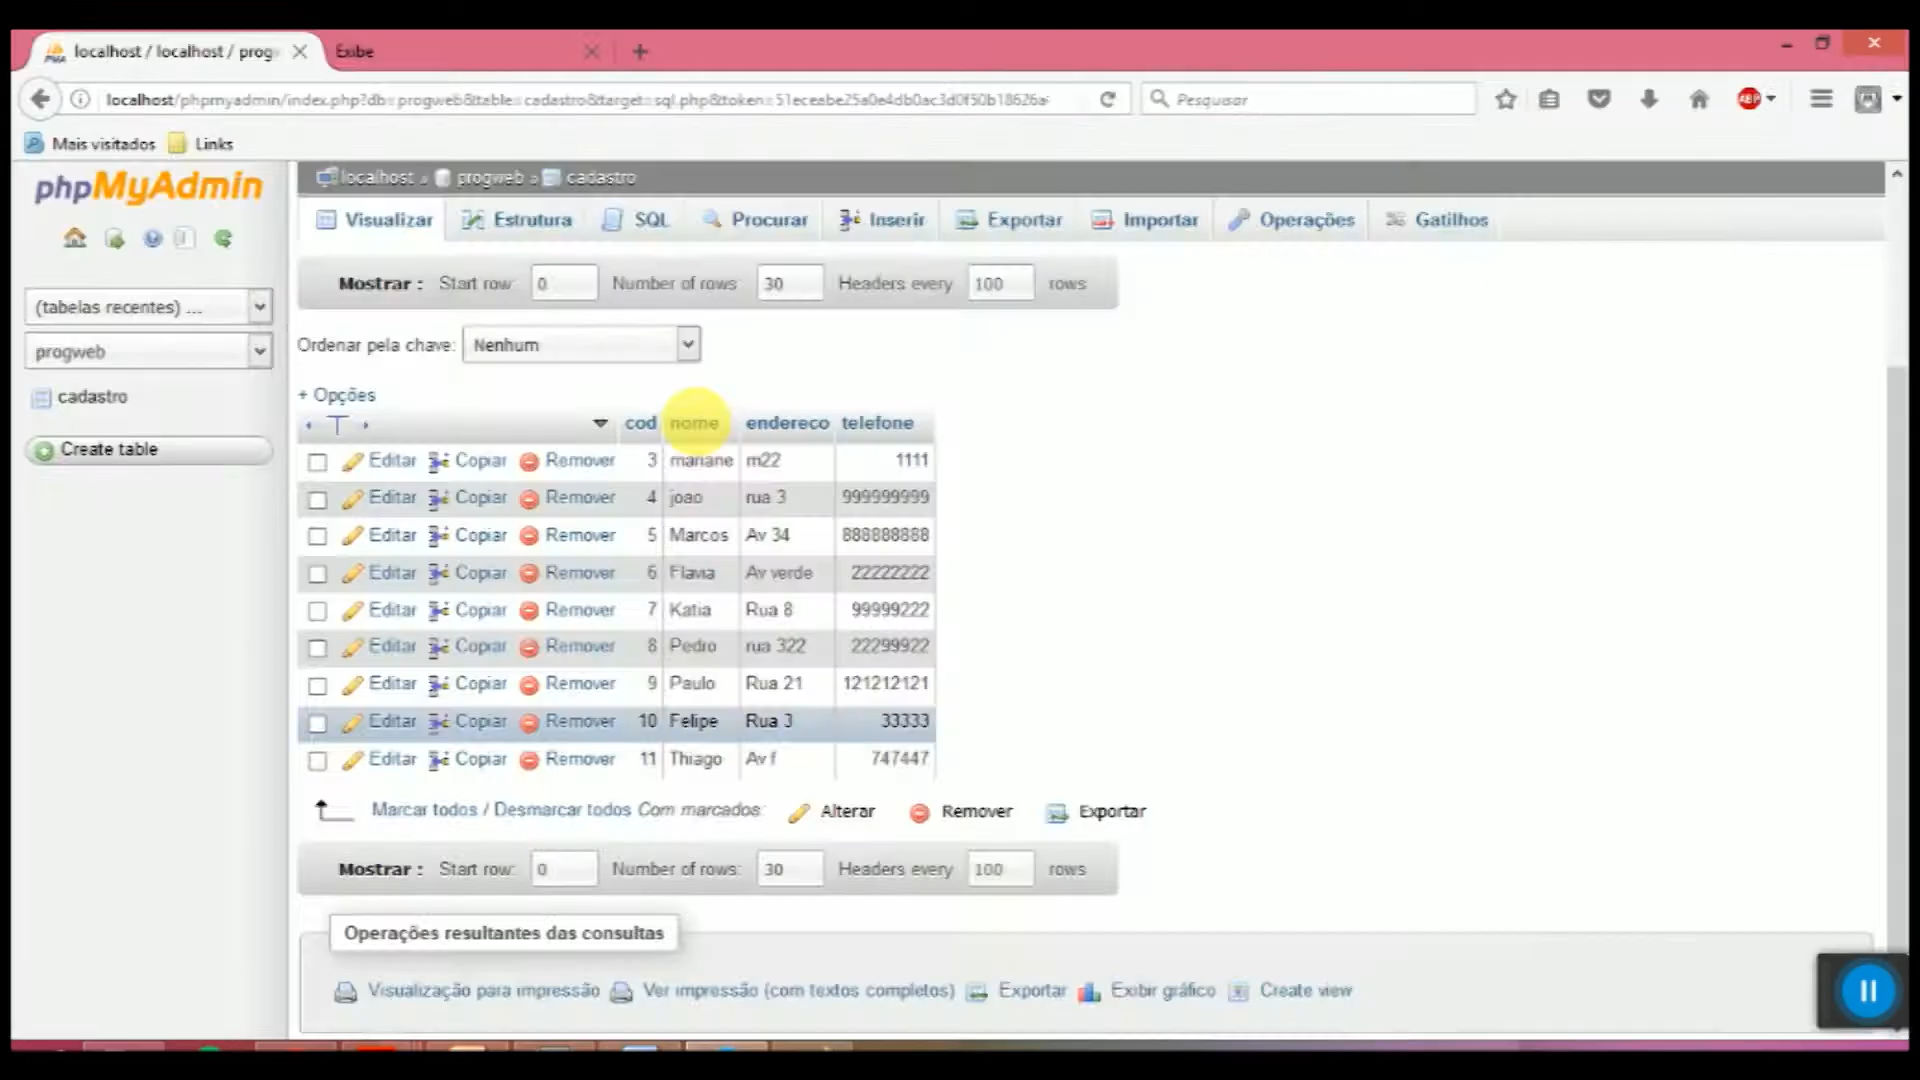 localhost / localhost / prog
Exibe
localhost/phpmyadmin/index.php?db=progweb&table=cadastro&target=sql.php&token=51eceabe25a0e4db0ac3d0f50b18626a
Pesquisar
ABP
Mais visitados Links
phpMyAdmin
localhost » progweb » cadastro
Visualizar Estrutura SQL Procurar Inserir Exportar Importar Operações Gatilhos
Mostrar : Start row: 0 Number of rows: 30 Headers every 100 rows
(tabelas recentes) ...
progweb
cadastro
Create table
Ordenar pela chave: Nenhum
+ Opções
cod nome endereco telefone
Editar Copiar Remover 3 mariane m22 1111
Editar Copiar Remover 4 joao rua 3 999999999
Editar Copiar Remover 5 Marcos Av 34 888888888
Editar Copiar Remover 6 Flavia Av verde 22222222
Editar Copiar Remover 7 Katia Rua 8 99999222
Editar Copiar Remover 8 Pedro rua 322 22299922
Editar Copiar Remover 9 Paulo Rua 21 121212121
Editar Copiar Remover 10 Felipe Rua 3 33333
Editar Copiar Remover 11 Thiago Av f 747447
Marcar todos / Desmarcar todos Com marcados: Alterar Remover Exportar
Mostrar : Start row: 0 Number of rows: 30 Headers every 100 rows
Operações resultantes das consultas
Visualização para impressão Ver impressão (com textos completos) Exportar Exibir gráfico Create view